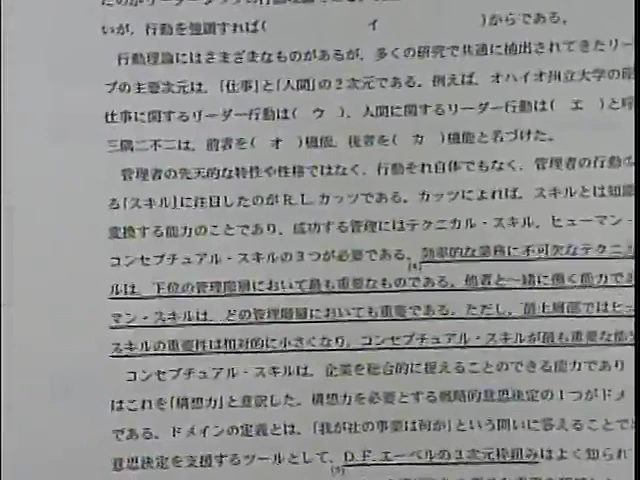 いが、行動を強調すれば( イ )からである。
行動理論にはさまざまなものがあるが、多くの研究で共通に抽出されてきたリー
プの主要次元は、「仕事」と「人間」の2次元である。例えば、オハイオ州立大学の
仕事に関するリーダー行動は( ウ )、人間に関するリーダー行動は( エ )と呼
三隅二不二は、前者を( オ )機能、後者を( カ )機能と名づけた。
管理者の先天的な特性や性格ではなく、行動それ自体でもなく、管理者の行動
る「スキル」に注目したのがR.L.カッツである。カッツによれば、スキルとは知識
変換する能力のことであり、成功する管理にはテクニカル・スキル、ヒューマン・
コンセプチュアル・スキルの3つが必要である。効率的な業務に不可欠なテクニ
ルは、下位の管理階層において最も重要なものである。他者と一緒に働く能力であ
マン・スキルは、どの管理階層においても重要である。ただし、最上層部ではヒュ
スキルの重要性は相対的に小さくなり、コンセプチュアル・スキルが最も重要な能
コンセプチュアル・スキルは、企業を総合的に捉えることのできる能力であり
はこれを「構想力」と意訳した。構想力を必要とする戦略的意思決定の1つがドメ
である。ドメインの定義とは、「我が社の事業は何か」という問いに答えることで
意思決定を支援するツールとして、D.F.エーベルの3次元枠組みはよく知られ